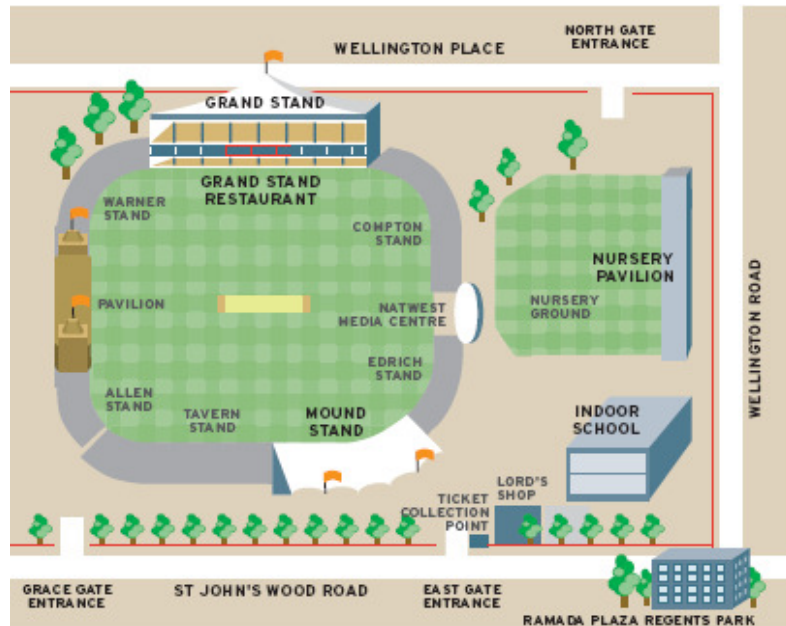 NORTH GATE
ENTRANCE
WELLINGTON PLACE
GRAND STAND
GRAND STAND
RESTAURANT
WARNER
STAND
COMPTON
STAND
NURSERY
PAVILION
PAVILION
NATWEST
MEDIA CENTRE
NURSERY
GROUND
WELLINGTON ROAD
EDRICH
STAND
ALLEN
STAND
TAVERN
STAND
MOUND
STAND
INDOOR
SCHOOL
LORD'S
SHOP
TICKET
COLLECTION
POINT
GRACE GATE
ENTRANCE
ST JOHN'S WOOD ROAD
EAST GATE
ENTRANCE
RAMADA PLAZA REGENTS PARK